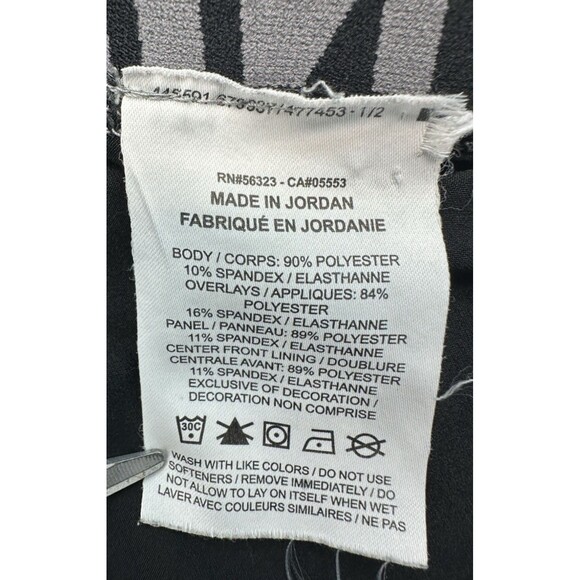 RN#56323 - CA#05553
MADE IN JORDAN
FABRIQUÉ EN JORDANIE
BODY / CORPS: 90% POLYESTER
10% SPANDEX / ELASTHANNE
OVERLAYS / APPLIQUES: 84%
POLYESTER
16% SPANDEX / ELASTHANNE
PANEL / PANNEAU: 89% POLYESTER
11% SPANDEX / ELASTHANNE
CENTER FRONT LINING / DOUBLURE
CENTRALE AVANT: 89% POLYESTER
11% SPANDEX / ELASTHANNE
EXCLUSIVE OF DECORATION /
DECORATION NON COMPRISE
30C
WASH WITH LIKE COLORS / DO NOT USE
SOFTENERS / REMOVE IMMEDIATELY / DO
NOT ALLOW TO LAY ON ITSELF WHEN WET
LAVER AVEC COULEURS SIMILAIRES / NE PAS